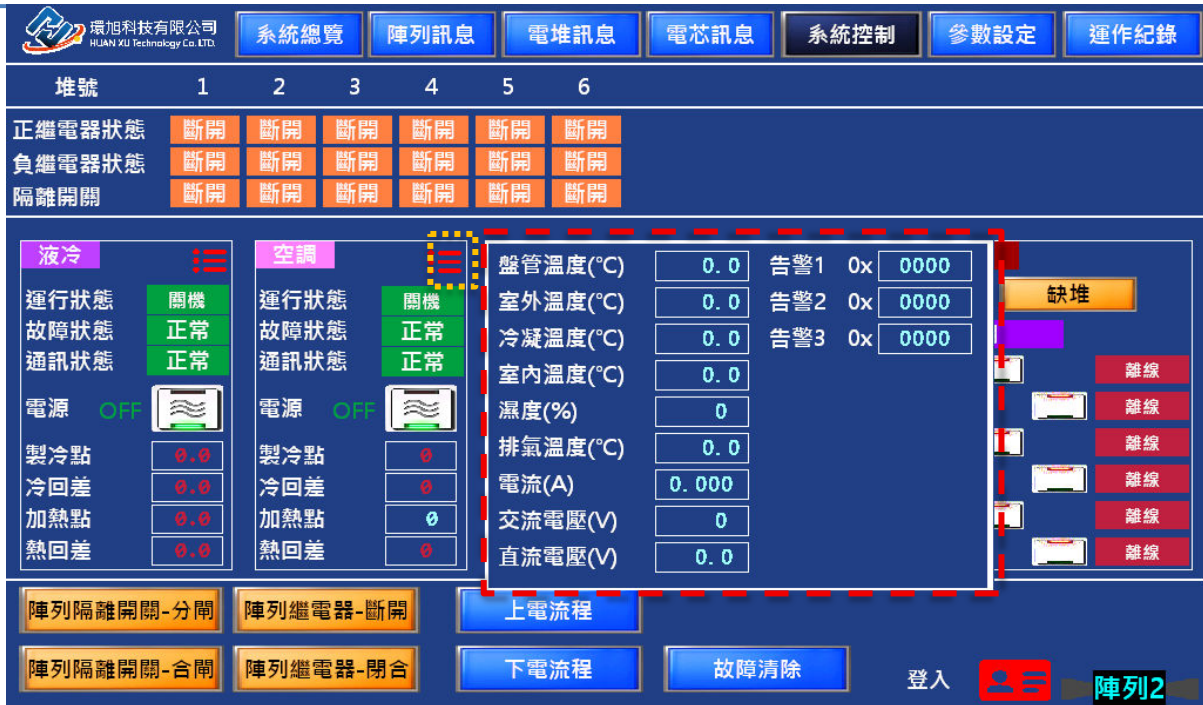 環旭科技有限公司
HUAN XU Technology Co. LTD.
系統總覽 陣列訊息 電堆訊息 電芯訊息 系統控制 參數設定 運作紀錄
堆號 1 2 3 4 5 6
正繼電器狀態 斷開 斷開 斷開 斷開 斷開 斷開
負繼電器狀態 斷開 斷開 斷開 斷開 斷開 斷開
隔離開關 斷開 斷開 斷開 斷開 斷開 斷開
液冷
運行狀態 關機
故障狀態 正常
通訊狀態 正常
電源 OFF
製冷點 0.0
冷回差 0.0
加熱點 0.0
熱回差 0.0
空調
運行狀態 關機
故障狀態 正常
通訊狀態 正常
電源 OFF
製冷點 0
冷回差 0
加熱點 0
熱回差 0
盤管溫度(℃) 0.0 告警1 0x 0000
室外溫度(℃) 0.0 告警2 0x 0000
冷凝溫度(℃) 0.0 告警3 0x 0000
室內溫度(℃) 0.0
濕度(%) 0
排氣溫度(℃) 0.0
電流(A) 0.000
交流電壓(V) 0
直流電壓(V) 0.0
缺堆
離線
離線
離線
離線
離線
離線
陣列隔離開關-分閘 陣列繼電器-斷開 上電流程
陣列隔離開關-合閘 陣列繼電器-閉合 下電流程 故障清除 登入 陣列2